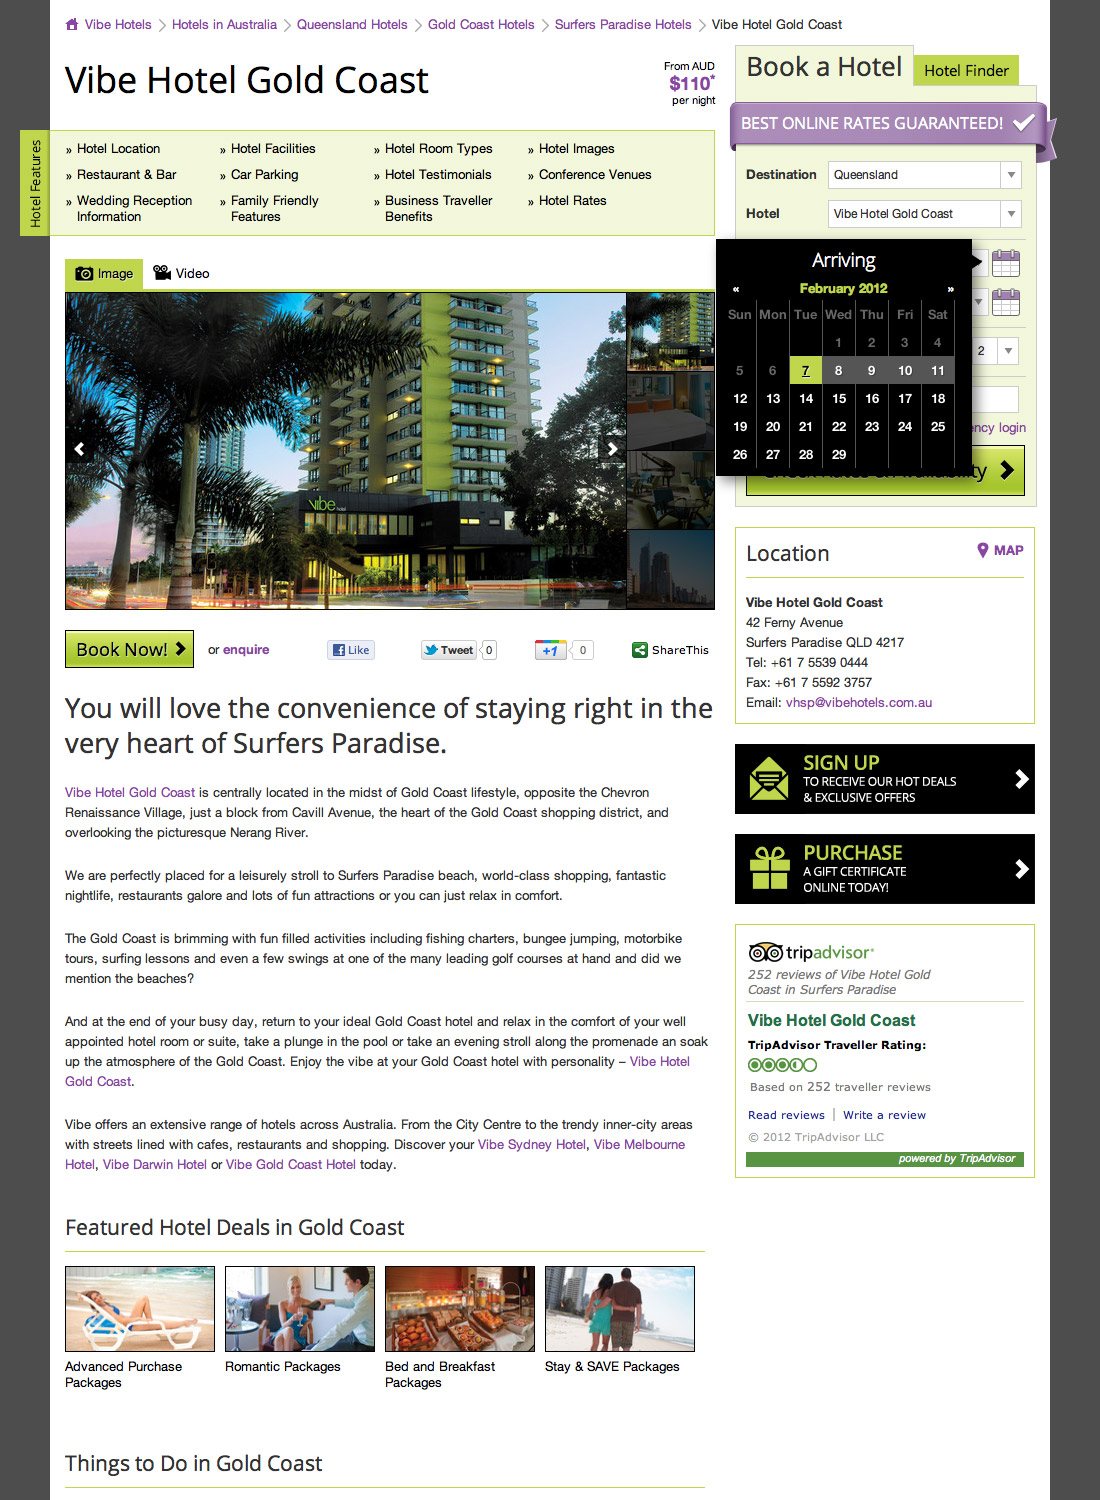 Vibe Hotels
Hotels in Australia
Queensland Hotels
Gold Coast Hotels
Surfers Paradise Hotels
Vibe Hotel Gold Coast
Vibe Hotel Gold Coast
From AUD
$110*
per night
Hotel Features
» Hotel Location
» Hotel Facilities
» Hotel Room Types
» Hotel Images
» Restaurant & Bar
» Car Parking
» Hotel Testimonials
» Conference Venues
» Wedding Reception
Information
» Family Friendly
Features
» Business Traveller
Benefits
» Hotel Rates
Image
Video
vibe hotel
Book Now!
or enquire
Like
Tweet
0
+1
0
ShareThis
You will love the convenience of staying right in the
very heart of Surfers Paradise.
Vibe Hotel Gold Coast is centrally located in the midst of Gold Coast lifestyle, opposite the Chevron
Renaissance Village, just a block from Cavill Avenue, the heart of the Gold Coast shopping district, and
overlooking the picturesque Nerang River.
We are perfectly placed for a leisurely stroll to Surfers Paradise beach, world-class shopping, fantastic
nightlife, restaurants galore and lots of fun attractions or you can just relax in comfort.
The Gold Coast is brimming with fun filled activities including fishing charters, bungee jumping, motorbike
tours, surfing lessons and even a few swings at one of the many leading golf courses at hand and did we
mention the beaches?
And at the end of your busy day, return to your ideal Gold Coast hotel and relax in the comfort of your well
appointed hotel room or suite, take a plunge in the pool or take an evening stroll along the promenade an soak
up the atmosphere of the Gold Coast. Enjoy the vibe at your Gold Coast hotel with personality – Vibe Hotel
Gold Coast.
Vibe offers an extensive range of hotels across Australia. From the City Centre to the trendy inner-city areas
with streets lined with cafes, restaurants and shopping. Discover your Vibe Sydney Hotel, Vibe Melbourne
Hotel, Vibe Darwin Hotel or Vibe Gold Coast Hotel today.
Featured Hotel Deals in Gold Coast
Advanced Purchase
Packages
Romantic Packages
Bed and Breakfast
Packages
Stay & SAVE Packages
Things to Do in Gold Coast
Book a Hotel
Hotel Finder
BEST ONLINE RATES GUARANTEED!
Destination
Queensland
Hotel
Vibe Hotel Gold Coast
Arriving
« February 2012 »
Sun Mon Tue Wed Thu Fri Sat
1 2 3 4
5 6 7 8 9 10 11
12 13 14 15 16 17 18
19 20 21 22 23 24 25
26 27 28 29
2
login
Location
MAP
Vibe Hotel Gold Coast
42 Ferny Avenue
Surfers Paradise QLD 4217
Tel: +61 7 5539 0444
Fax: +61 7 5592 3757
Email: vhsp@vibehotels.com.au
SIGN UP
TO RECEIVE OUR HOT DEALS
& EXCLUSIVE OFFERS
PURCHASE
A GIFT CERTIFICATE
ONLINE TODAY!
tripadvisor®
252 reviews of Vibe Hotel Gold
Coast in Surfers Paradise
Vibe Hotel Gold Coast
TripAdvisor Traveller Rating:
Based on 252 traveller reviews
Read reviews
Write a review
© 2012 TripAdvisor LLC
powered by TripAdvisor